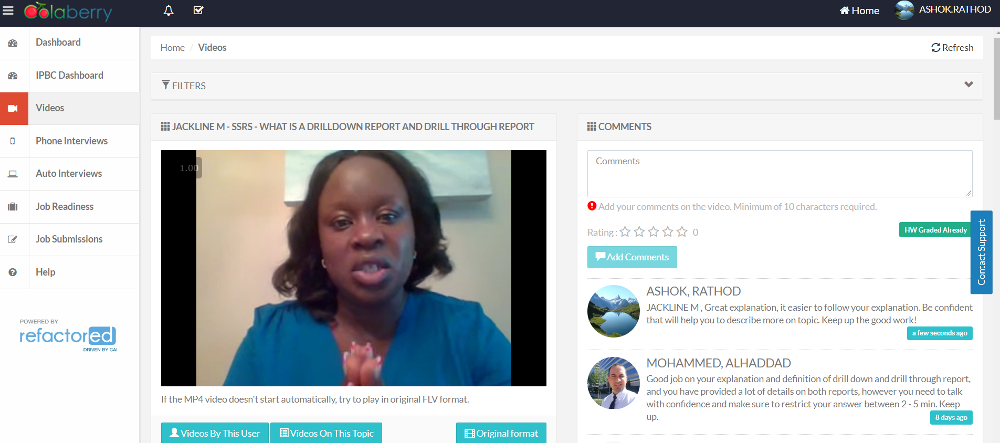 Colaberry
Home
ASHOK.RATHOD
Dashboard
IPBC Dashboard
Videos
Phone Interviews
Auto Interviews
Job Readiness
Job Submissions
Help
POWERED BY
refactored
DRIVEN BY CAI
Home / Videos
Refresh
FILTERS
JACKLINE M - SSRS - WHAT IS A DRILLDOWN REPORT AND DRILL THROUGH REPORT
1.00
If the MP4 video doesn't start automatically, try to play in original FLV format.
Videos By This User
Videos On This Topic
Original format
COMMENTS
Comments
Add your comments on the video. Minimum of 10 characters required.
Rating : 0
HW Graded Already
Add Comments
Contact Support
ASHOK, RATHOD
JACKLINE M , Great explanation, it easier to follow your explanation. Be confident
that will help you to describe more on topic. Keep up the good work!
a few seconds ago
MOHAMMED, ALHADDAD
Good job on your explanation and definition of drill down and drill through report,
and you have provided a lot of details on both reports, however you need to talk
with confidence and make sure to restrict your answer between 2 - 5 min. Keep
up.
8 days ago